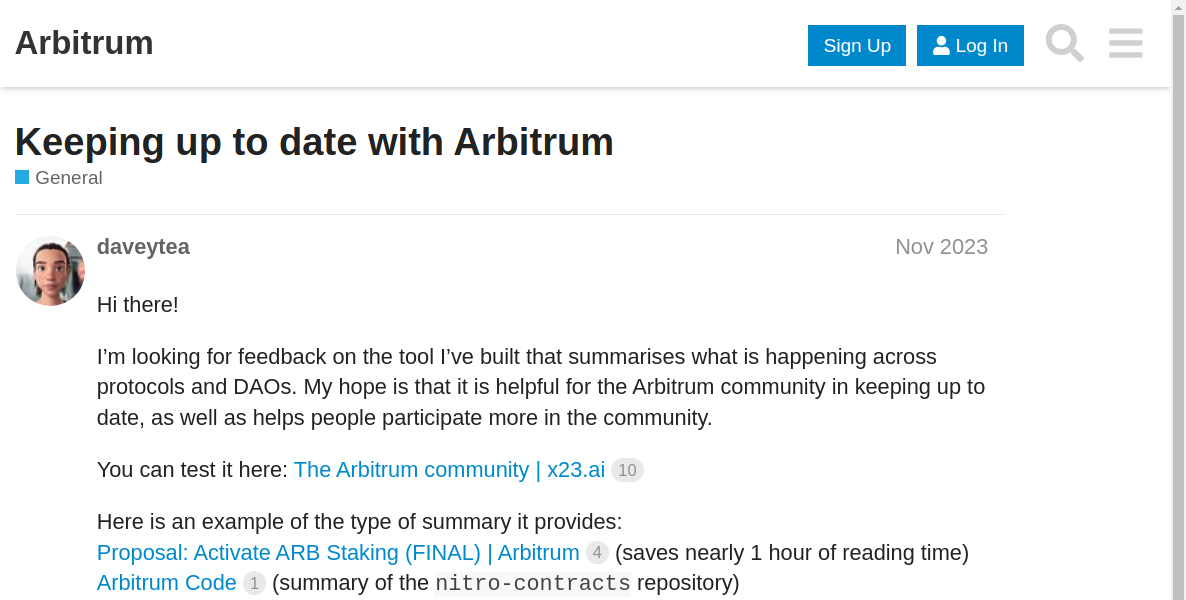 Arbitrum
Sign Up
Log In
Keeping up to date with Arbitrum
General
daveytea
Nov 2023
Hi there!
I’m looking for feedback on the tool I’ve built that summarises what is happening across
protocols and DAOs. My hope is that it is helpful for the Arbitrum community in keeping up to
date, as well as helps people participate more in the community.
You can test it here: The Arbitrum community | x23.ai 10
Here is an example of the type of summary it provides:
Proposal: Activate ARB Staking (FINAL) | Arbitrum 4 (saves nearly 1 hour of reading time)
Arbitrum Code 1 (summary of the nitro-contracts repository)